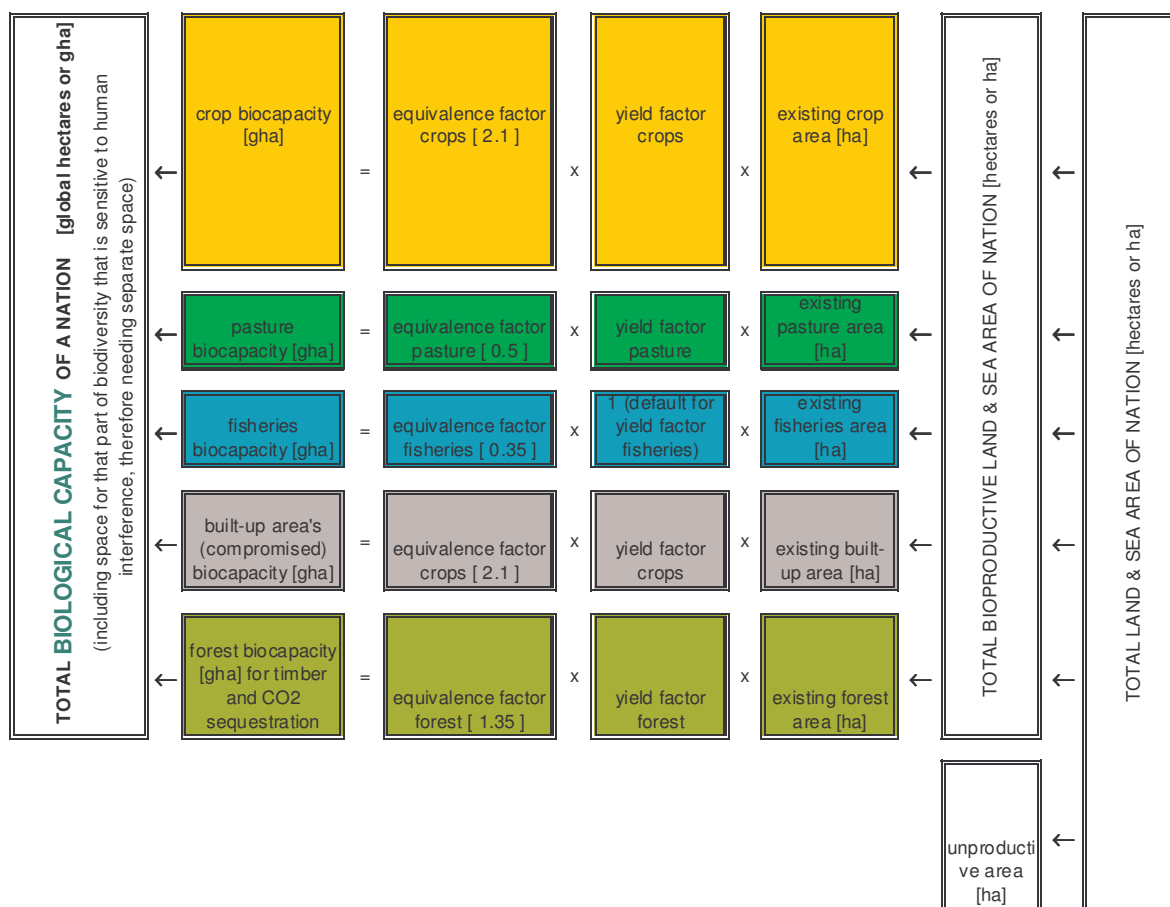 TOTAL BIOLOGICAL CAPACITY OF A NATION [global hectares or gha]
(including space for that part of biodiversity that is sensitive to human
interference, therefore needing separate space)
←
crop biocapacity
[gha]
=
equivalence factor
crops [ 2.1 ]
x
yield factor
crops
x
existing crop
area [ha]
←
←
←
pasture
biocapacity [gha]
=
equivalence factor
pasture [ 0.5 ]
x
yield factor
pasture
x
existing
pasture area
[ha]
←
←
←
fisheries
biocapacity [gha]
=
equivalence factor
fisheries [ 0.35 ]
x
1 (default for
yield factor
fisheries)
x
existing
fisheries area
[ha]
←
←
←
built-up area's
(compromised)
biocapacity [gha]
=
equivalence factor
crops [ 2.1 ]
x
yield factor
crops
x
existing built-
up area [ha]
←
←
←
forest biocapacity
[gha] for timber
and CO2
sequestration
=
equivalence factor
forest [ 1.35 ]
x
yield factor
forest
x
existing forest
area [ha]
←
←
TOTAL BIOPRODUCTIVE LAND & SEA AREA OF NATION [hectares or ha]
unproducti
ve area
[ha]
←
TOTAL LAND & SEA AREA OF NATION [hectares or ha]